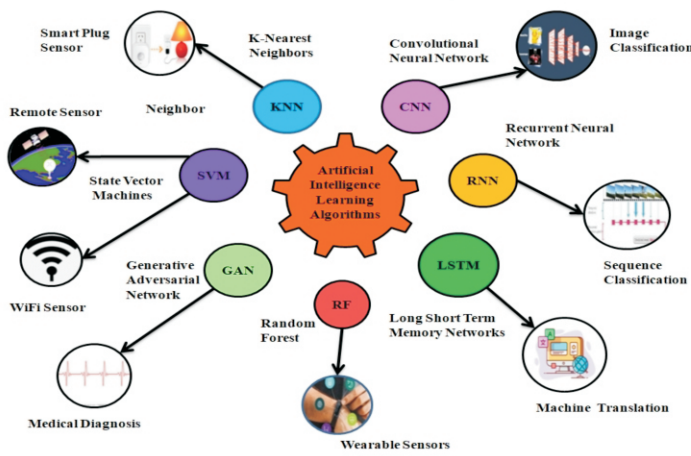 Smart Plug
Sensor
K-Nearest
Neighbors
Neighbor
KNN
Convolutional
Neural Network
CNN
Image
Classification
Remote Sensor
State Vector
Machines
SVM
WiFi Sensor
Artificial
Intelligence
Learning
Algorithms
Recurrent Neural
Network
RNN
Sequence
Classification
Generative
Adversarial
Network
GAN
Medical Diagnosis
Random
Forest
RF
Wearable Sensors
LSTM
Long Short Term
Memory Networks
Machine Translation